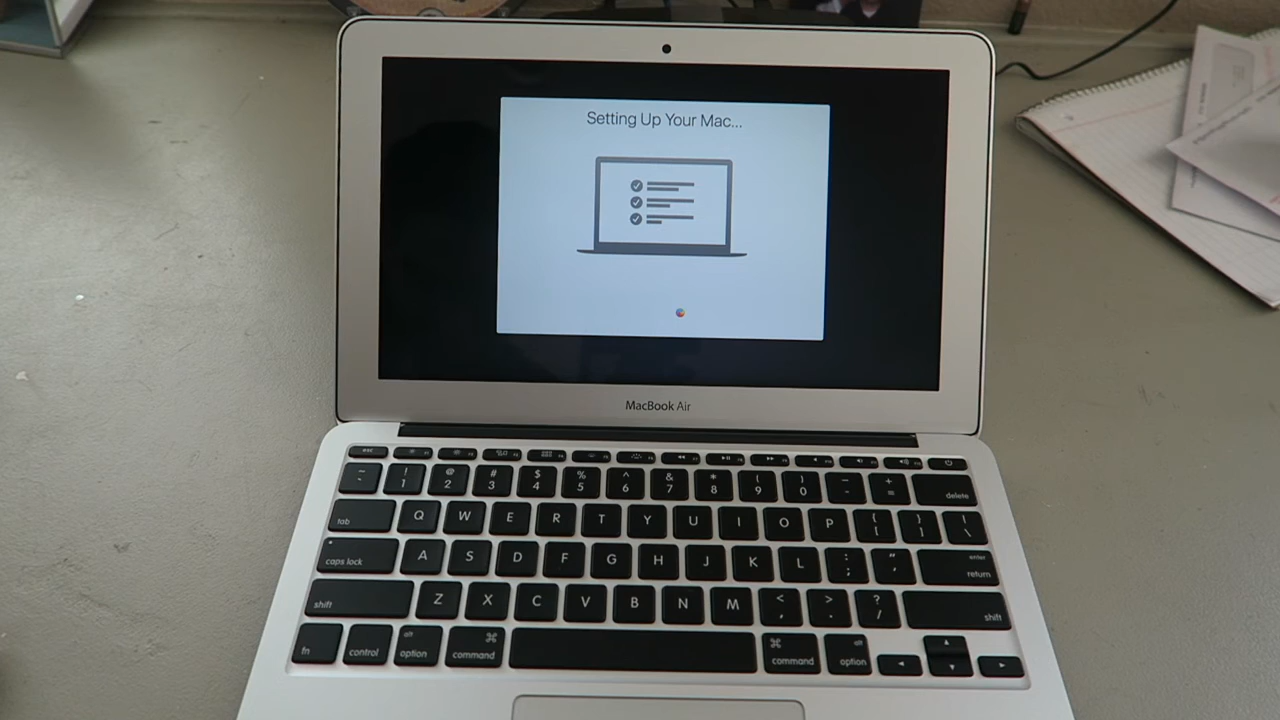 Setting Up Your Mac...
MacBook Air
esc
~ ` ! 1 @ 2 # 3 $ 4 % 5 ^ 6 & 7 * 8 ( 9 ) 0 _ - + = delete
tab Q W E R T Y U I O P { [ } ] | \
caps lock A S D F G H J K L : ; " ' enter return
shift Z X C V B N M < , > . ? / shift
fn control alt option ⌘ command ⌘ command alt option